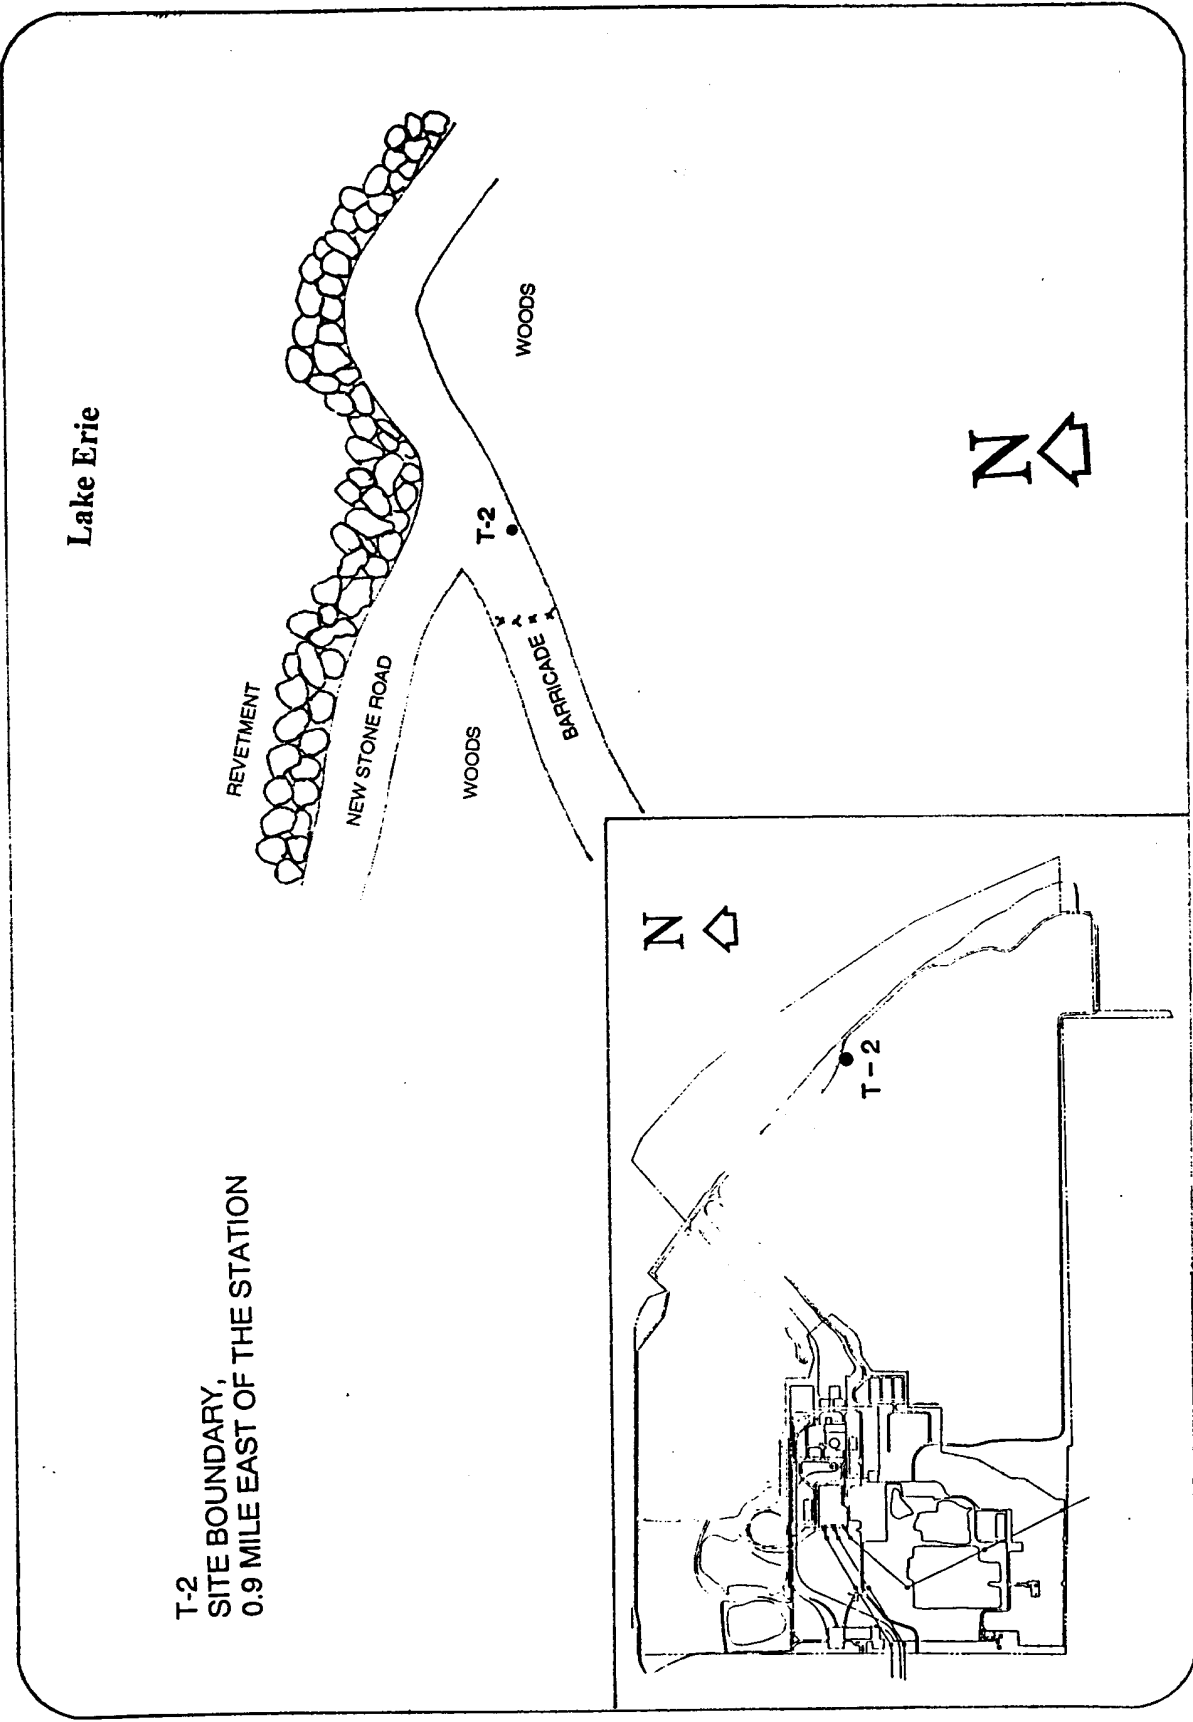 T-2
SITE BOUNDARY,
0.9 MILE EAST OF THE STATION
Lake Erie
REVETMENT
NEW STONE ROAD
WOODS
BARRICADE
T-2
WOODS
N
N
T-2